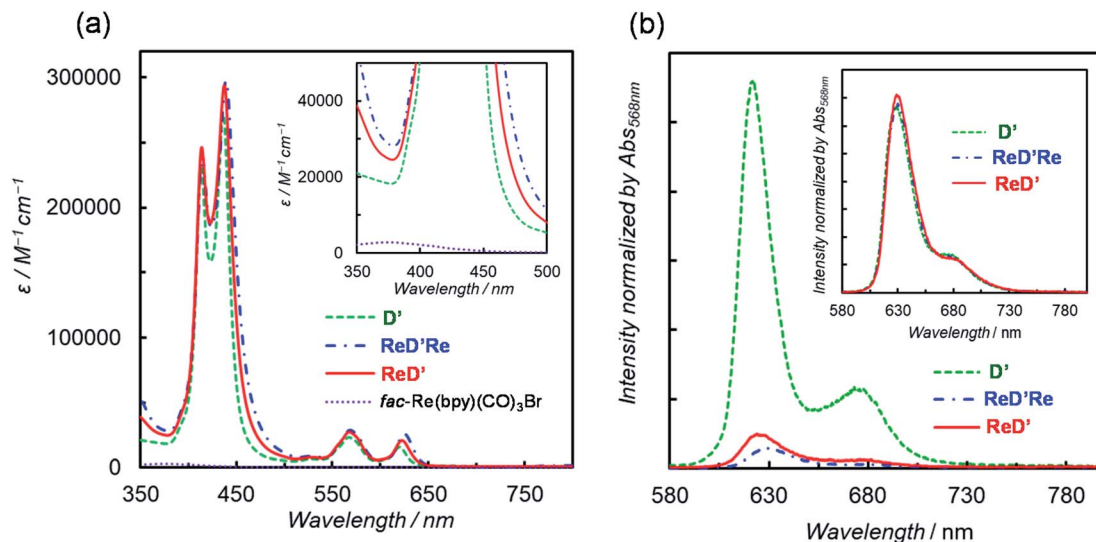 (a)
300000
200000
100000
0
ε / M⁻¹ cm⁻¹
350 450 550 650 750
Wavelength / nm
40000
20000
0
ε / M⁻¹ cm⁻¹
350 400 450 500
Wavelength / nm
D'
ReD'Re
ReD'
fac-Re(bpy)(CO)₃Br
(b)
Intensity normalized by Abs₅₆₈ₙₘ
580 630 680 730 780
Wavelength / nm
Intensity normalized by Abs₅₆₈ₙₘ
D'
ReD'Re
ReD'
580 630 680 730 780
Wavelength / nm
D'
ReD'Re
ReD'